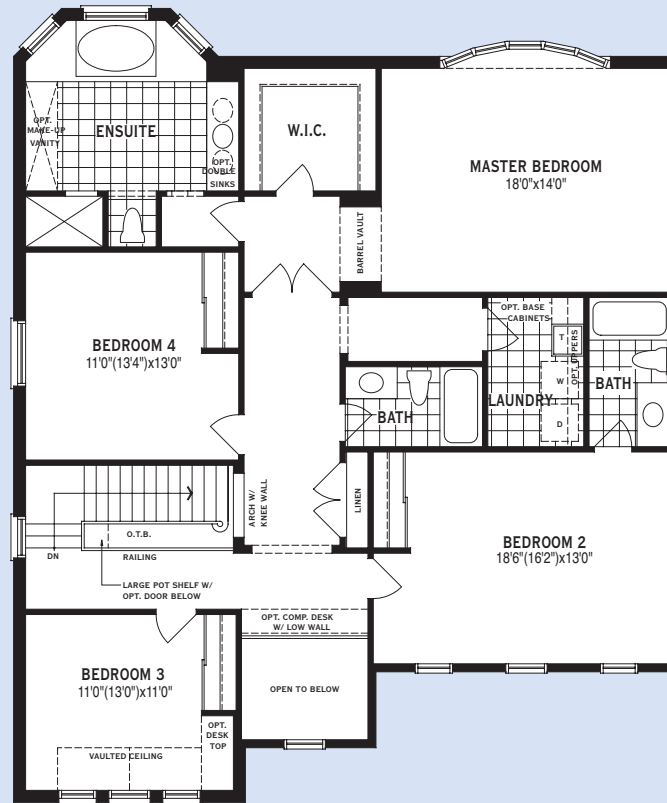 OPT.
MAKE-UP
VANITY
ENSUITE
OPT.
DOUBLE
SINKS
W.I.C.
MASTER BEDROOM
18'0"x14'0"
BARREL VAULT
BEDROOM 4
11'0"(13'4")x13'0"
OPT. BASE
CABINETS
T
OPT. UPPERS
W
LAUNDRY
D
BATH
BATH
ARCH W/
KNEE WALL
LINEN
O.T.B.
DN
RAILING
LARGE POT SHELF W/
OPT. DOOR BELOW
BEDROOM 2
18'6"(16'2")x13'0"
OPT. COMP. DESK
W/ LOW WALL
OPEN TO BELOW
BEDROOM 3
11'0"(13'0")x11'0"
OPT.
DESK
TOP
VAULTED CEILING